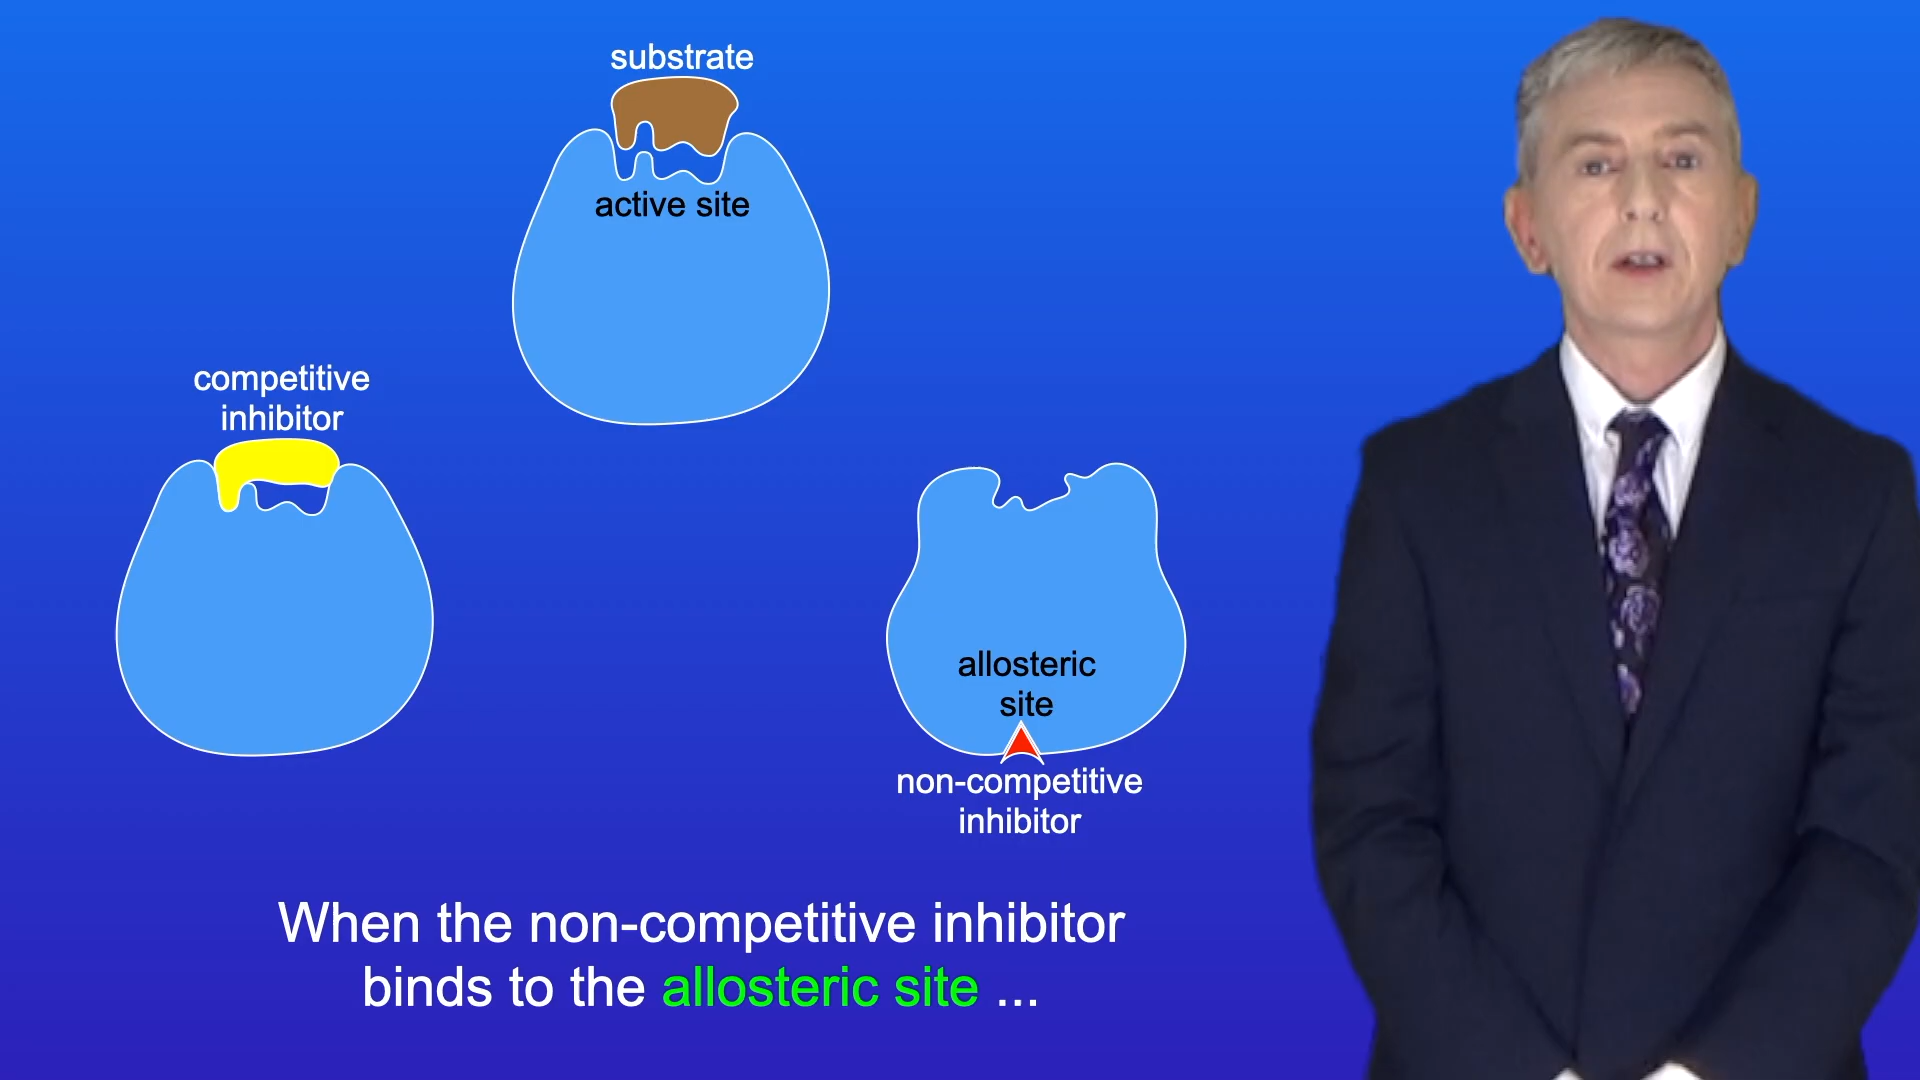 substrate
active site
competitive
inhibitor
allosteric
site
non-competitive
inhibitor
When the non-competitive inhibitor
binds to the allosteric site ...